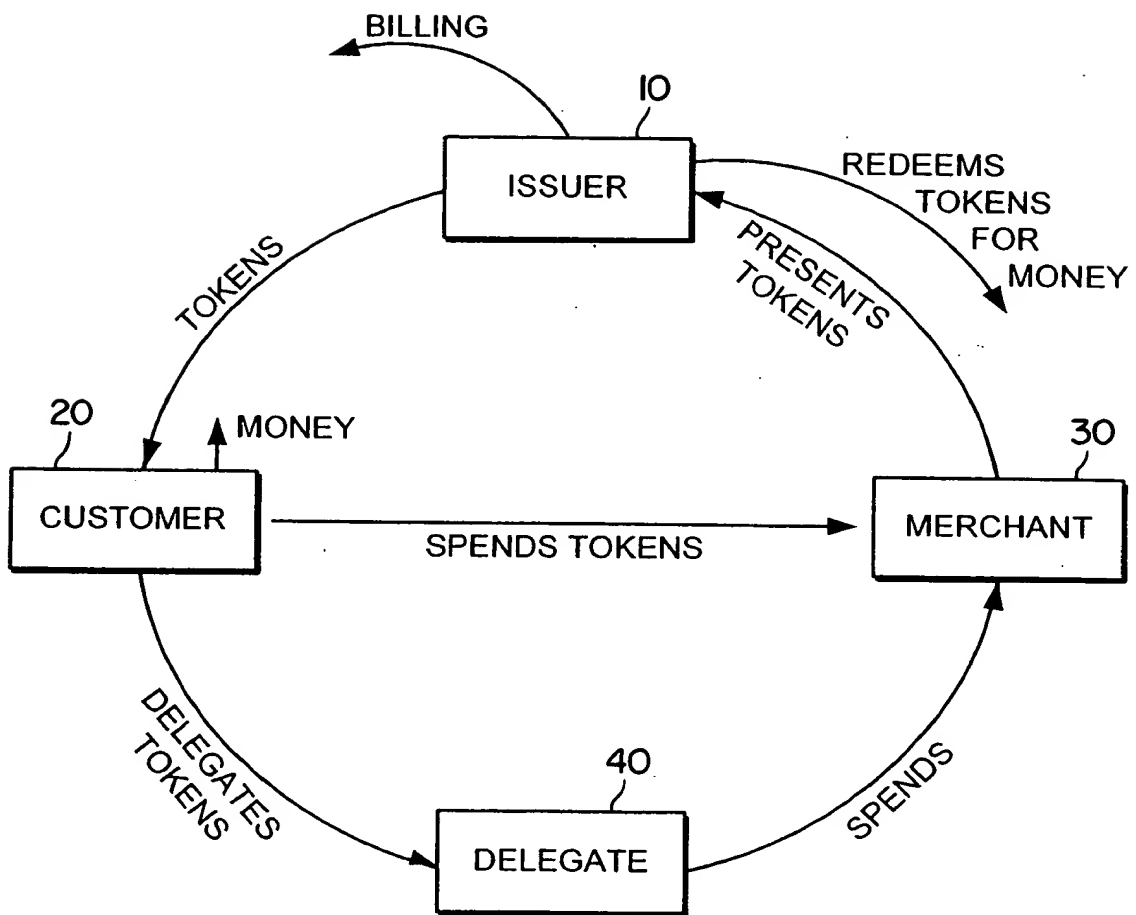 BILLING
10
ISSUER
REDEEMS
TOKENS
FOR
MONEY
PRESENTS
TOKENS
TOKENS
20
MONEY
30
CUSTOMER
SPENDS TOKENS
MERCHANT
DELEGATES
TOKENS
40
SPENDS
DELEGATE